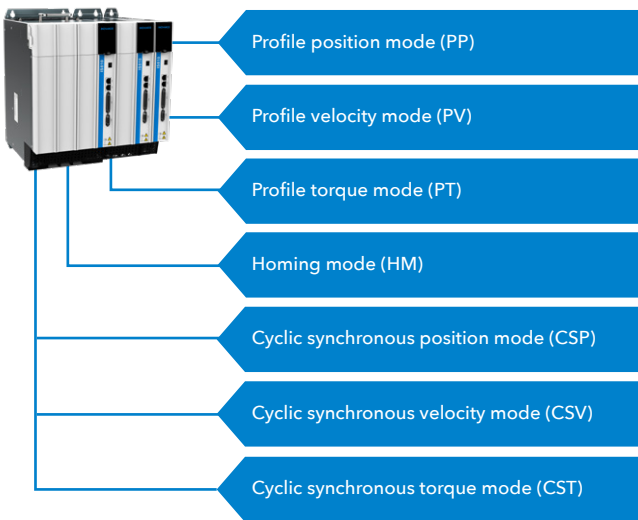 Profile position mode (PP)
Profile velocity mode (PV)
Profile torque mode (PT)
Homing mode (HM)
Cyclic synchronous position mode (CSP)
Cyclic synchronous velocity mode (CSV)
Cyclic synchronous torque mode (CST)